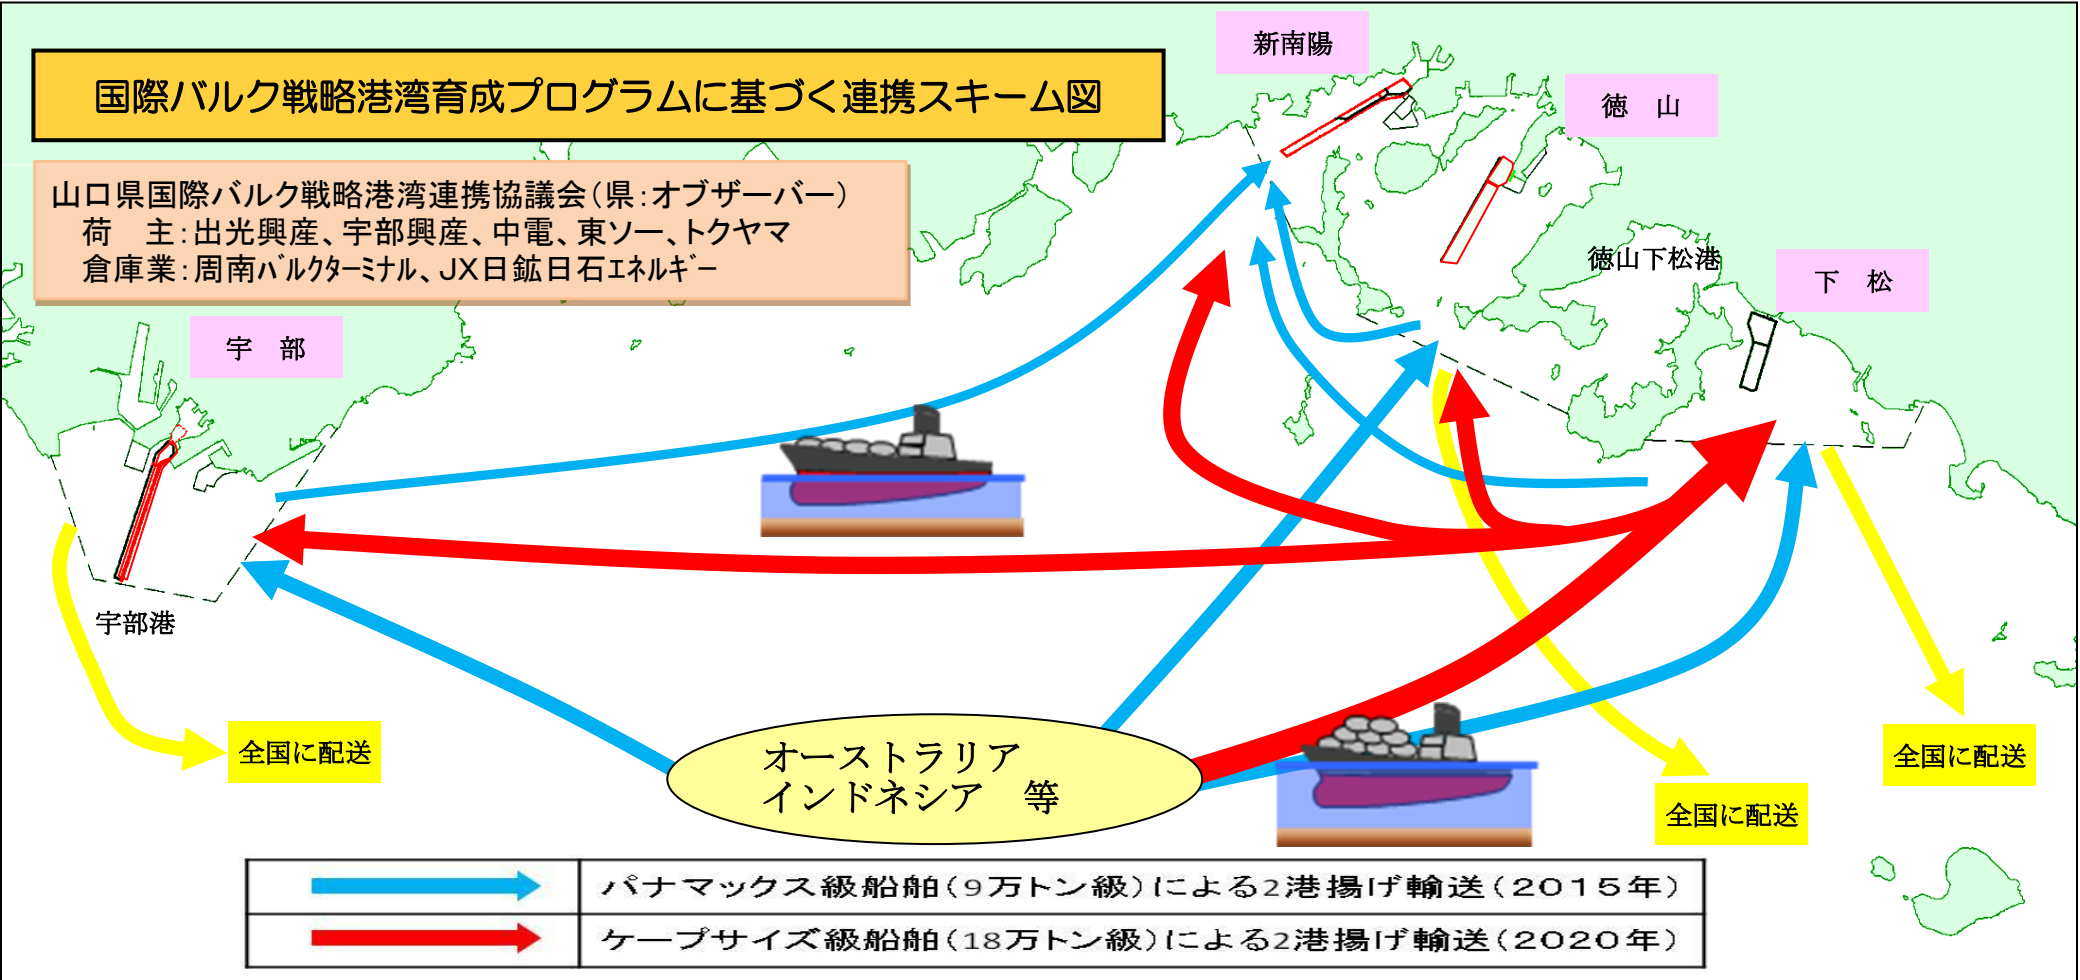 国際バルク戦略港湾育成プログラムに基づく連携スキーム図
山口県国際バルク戦略港湾連携協議会（県：オブザーバー）
荷　主：出光興産、宇部興産、中電、東ソー、トクヤマ
倉庫業：周南ﾊﾞﾙｸﾀｰﾐﾅﾙ、JX日鉱日石ｴﾈﾙｷﾞｰ
新南陽
徳　山
徳山下松港
下　松
宇　部
宇部港
全国に配送
オーストラリア
インドネシア　等
全国に配送
全国に配送
パナマックス級船舶（9万トン級）による2港揚げ輸送（2015年）
ケープサイズ級船舶（18万トン級）による2港揚げ輸送（2020年）